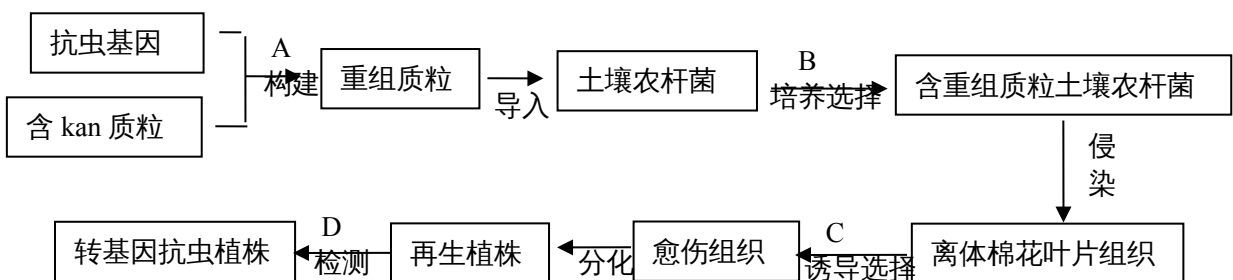 抗虫基因
含 kan 质粒
A
构建
重组质粒
导入
土壤农杆菌
B
培养选择
含重组质粒土壤农杆菌
侵
染
离体棉花叶片组织
C
诱导选择
愈伤组织
分化
再生植株
D
检测
转基因抗虫植株